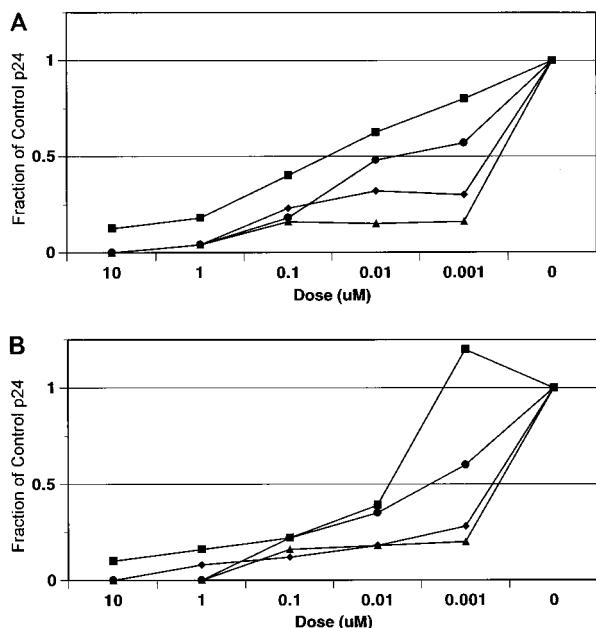 A
Fraction of Control p24
1
0.5
0
10 1 0.1 0.01 0.001 0
Dose (uM)
B
Fraction of Control p24
1
0.5
0
10 1 0.1 0.01 0.001 0
Dose (uM)